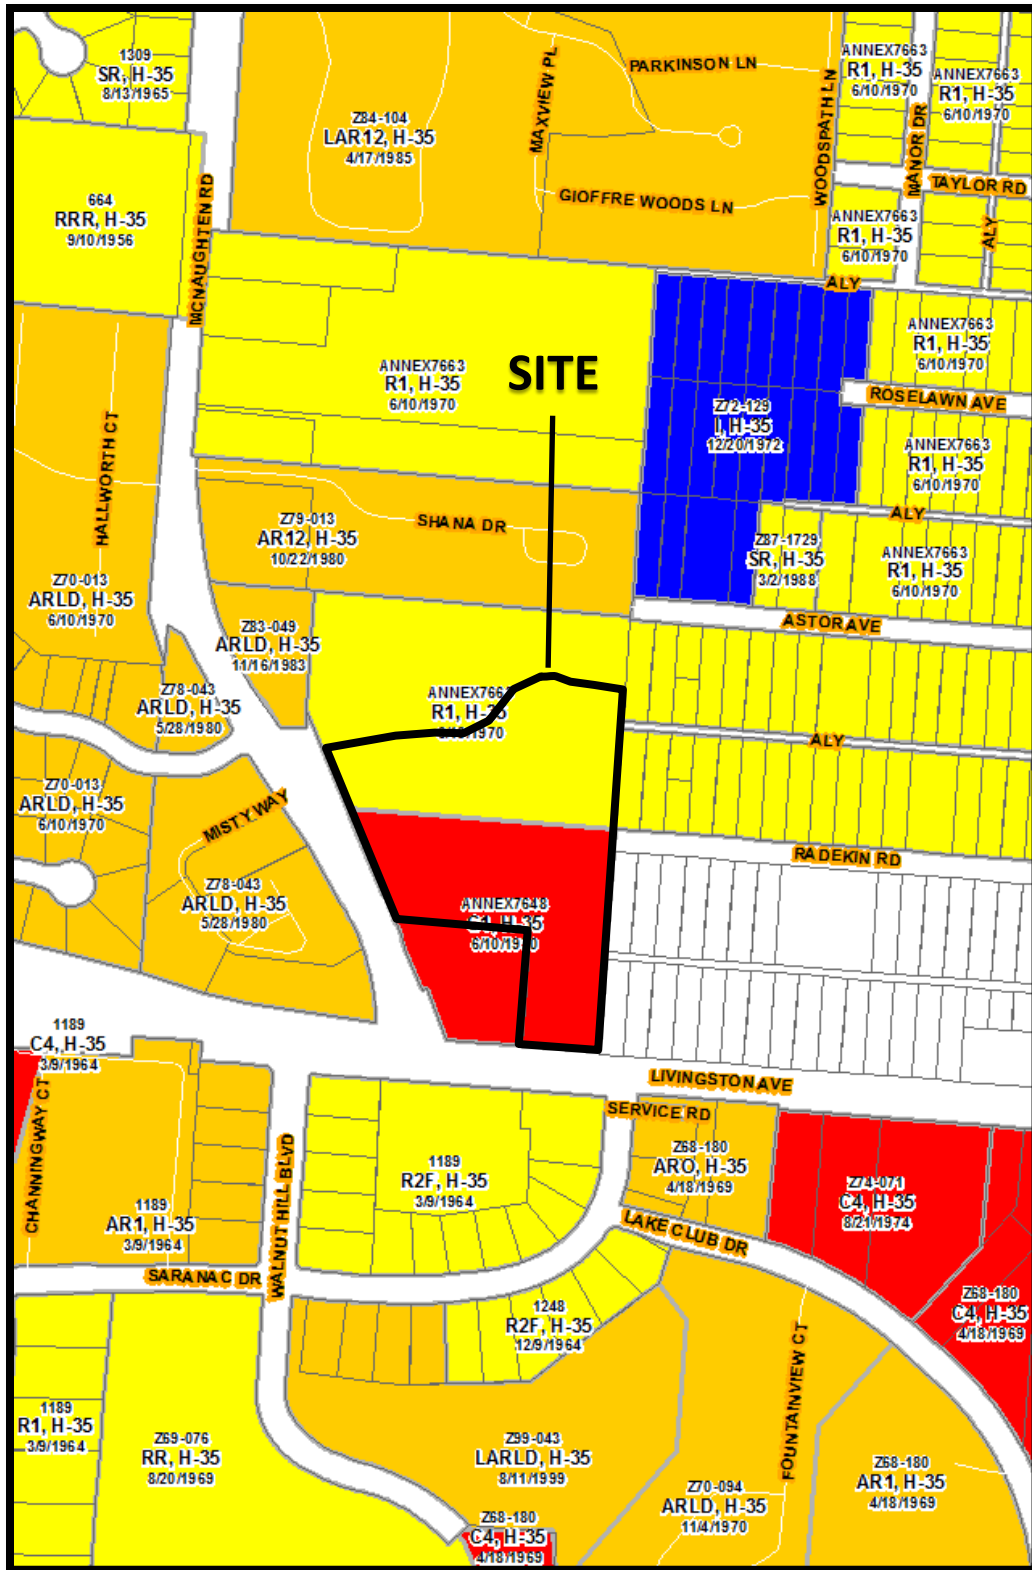 1309
SR, H-35
8/13/1965
Z84-104
LAR12, H-35
4/17/1985
MAXVIEW PL
PARKINSON LN
WOODSPATH LN
ANNEX7663
R1, H-35
6/10/1970
ANNEX7663
R1, H-35
6/10/1970
MANOR DR
TAYLOR RD
GIOFFRE WOODS LN
664
RRR, H-35
9/10/1956
MCNAUGHTEN RD
ANNEX7663
R1, H-35
6/10/1970
ALY
ALY
ANNEX7663
R1, H-35
6/10/1970
ANNEX7663
R1, H-35
6/10/1970
SITE
ROSELAWN AVE
Z72-129
I, H-35
12/20/1972
ANNEX7663
R1, H-35
6/10/1970
HALLWORTH CT
ALY
SHANA DR
Z79-013
AR12, H-35
10/22/1980
Z87-1729
SR, H-35
3/2/1988
ANNEX7663
R1, H-35
6/10/1970
Z70-013
ARLD, H-35
6/10/1970
ASTOR AVE
Z83-049
ARLD, H-35
11/16/1983
Z78-043
ARLD, H-35
5/28/1980
ANNEX766
R1, H-35
1970
ALY
Z70-013
ARLD, H-35
6/10/1970
MISTY WAY
RADEKIN RD
Z78-043
ARLD, H-35
5/28/1980
ANNEX7648
C4, H-35
6/10/1970
1189
C4, H-35
3/9/1964
LIVINGSTON AVE
SERVICE RD
CHANNINGWAY CT
WALNUT HILL BLVD
1189
R2F, H-35
3/9/1964
Z68-180
ARO, H-35
4/18/1969
Z74-071
C4, H-35
8/21/1974
1189
AR1, H-35
3/9/1964
LAKE CLUB DR
SARANAC DR
1248
R2F, H-35
12/9/1964
Z68-180
C4, H-35
4/18/1969
FOUNTAINVIEW CT
1189
R1, H-35
3/9/1964
Z69-076
RR, H-35
8/20/1969
Z99-043
LARLD, H-35
8/11/1999
Z70-094
ARLD, H-35
11/4/1970
Z68-180
AR1, H-35
4/18/1969
Z68-180
C4, H-35
4/18/1969